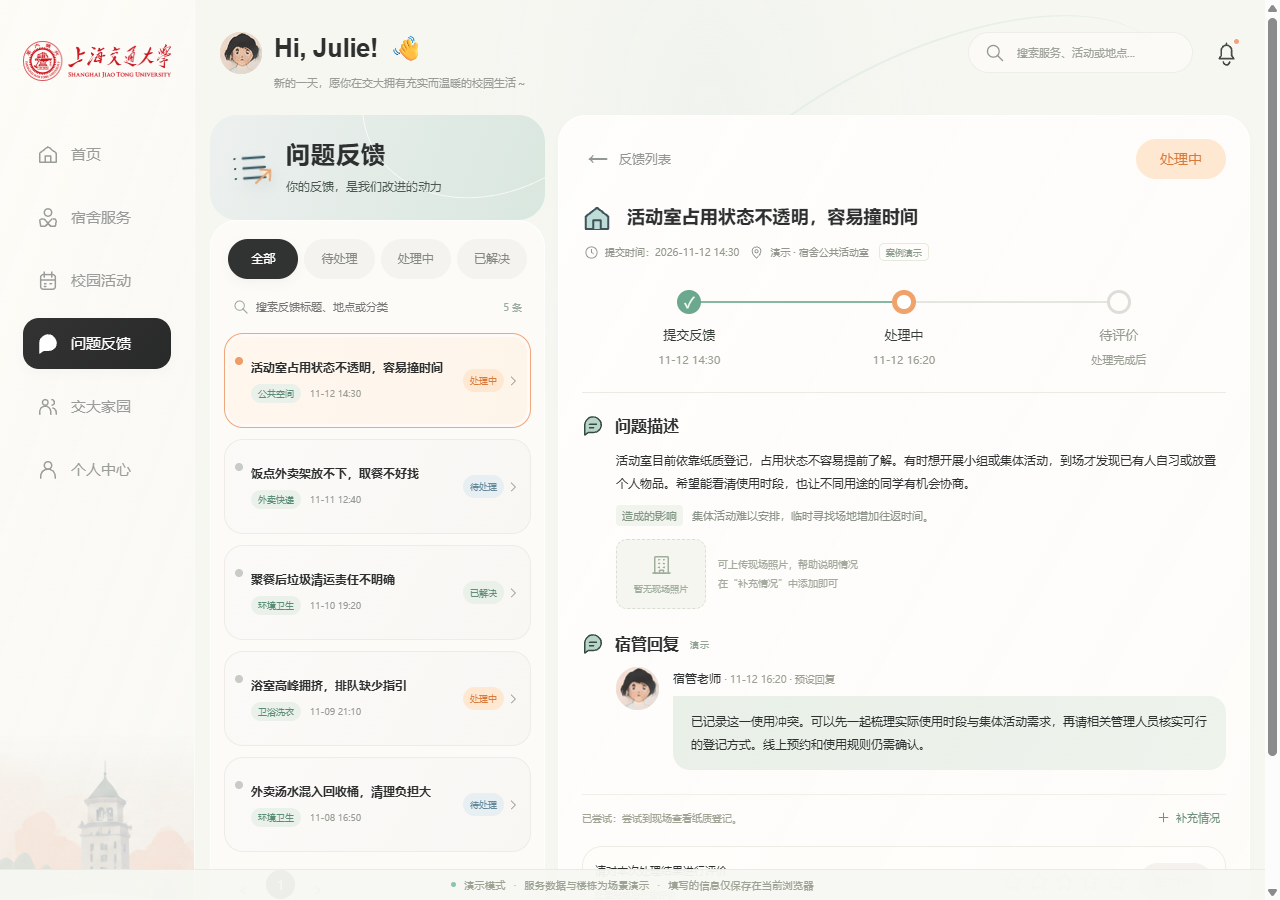 上海交通大学
SHANGHAI JIAO TONG UNIVERSITY
首页
宿舍服务
校园活动
问题反馈
交大家园
个人中心
Hi, Julie! 👋
新的一天，愿你在交大拥有充实而温暖的校园生活～
搜索服务、活动或地点...
问题反馈
你的反馈，是我们改进的动力
全部
待处理
处理中
已解决
搜索反馈标题、地点或分类
5 条
活动室占用状态不透明，容易撞时间
公共空间 11-12 14:30
处理中
饭点外卖架放不下，取餐不好找
外卖快递 11-11 12:40
待处理
聚餐后垃圾清运责任不明确
环境卫生 11-10 19:20
已解决
浴室高峰拥挤，排队缺少指引
卫浴洗衣 11-09 21:10
处理中
外卖汤水混入回收桶，清理负担大
环境卫生 11-08 16:50
待处理
反馈列表
处理中
活动室占用状态不透明，容易撞时间
提交时间：2026-11-12 14:30 演示 · 宿舍公共活动室 案例演示
提交反馈
11-12 14:30
处理中
11-12 16:20
待评价
处理完成后
问题描述
活动室目前依靠纸质登记，占用状态不容易提前了解。有时想开展小组或集体活动，到场才发现已有人自习或放置
个人物品。希望能看清使用时段，也让不同用途的同学有机会协商。
造成的影响 集体活动难以安排，临时寻找场地增加往返时间。
暂无现场照片
可上传现场照片，帮助说明情况
在“补充情况”中添加即可
宿管回复 演示
宿管老师 · 11-12 16:20 · 预设回复
已记录这一使用冲突。可以先一起梳理实际使用时段与集体活动需求，再请相关管理人员核实可行
的登记方式。线上预约和使用规则仍需确认。
已尝试：尝试到现场查看纸质登记。
＋ 补充情况
请对本次处理结果进行评价
演示模式 · 服务数据与楼栋为场景演示 · 填写的信息仅保存在当前浏览器